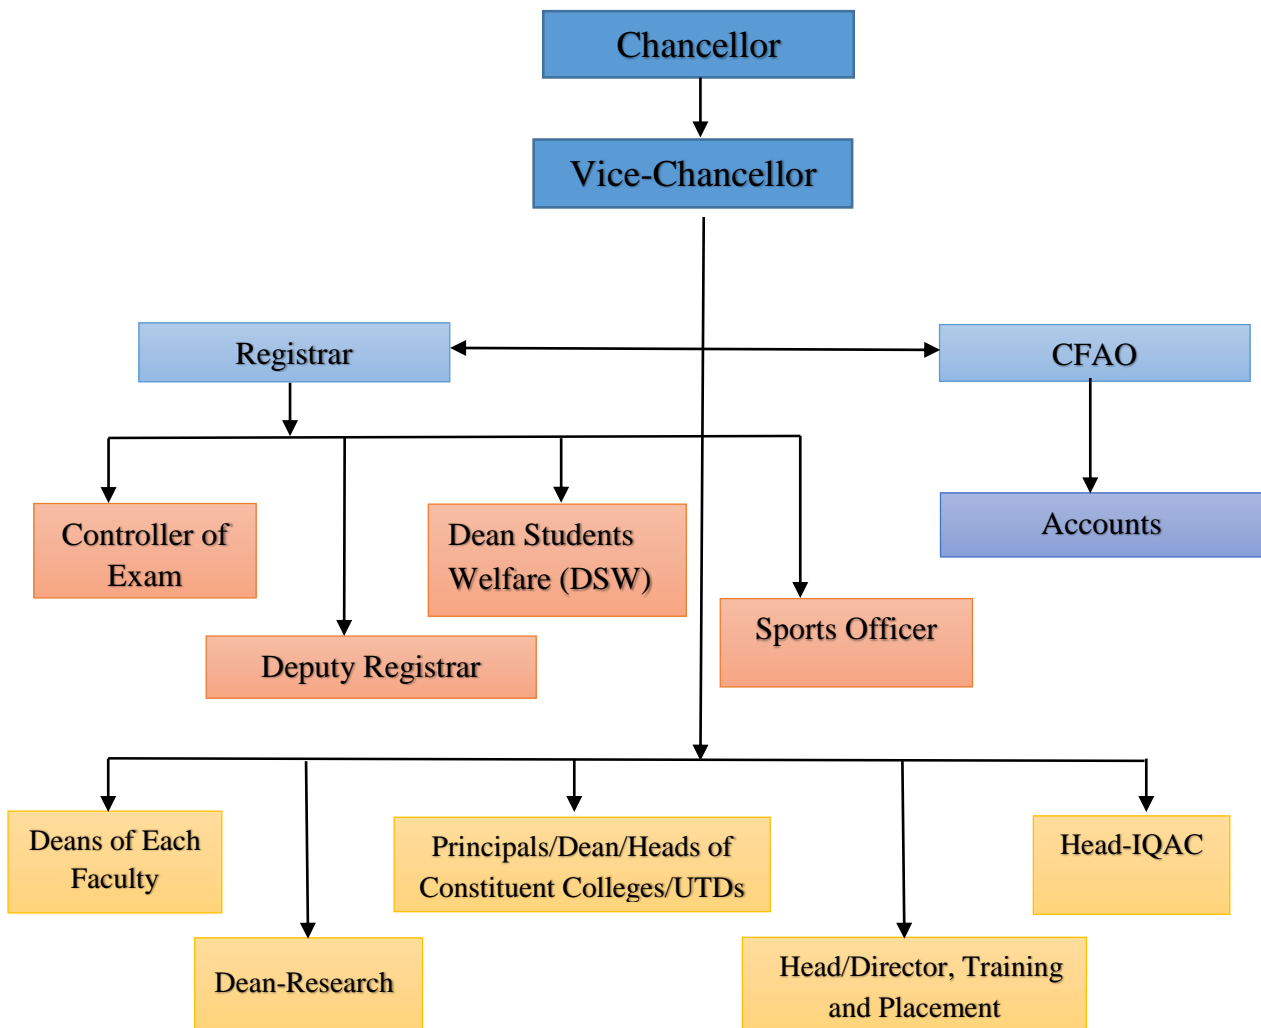 Chancellor
Vice-Chancellor
Registrar
CFAO
Controller of
Exam
Dean Students
Welfare (DSW)
Accounts
Deputy Registrar
Sports Officer
Deans of Each
Faculty
Principals/Dean/Heads of
Constituent Colleges/UTDs
Head-IQAC
Dean-Research
Head/Director, Training
and Placement